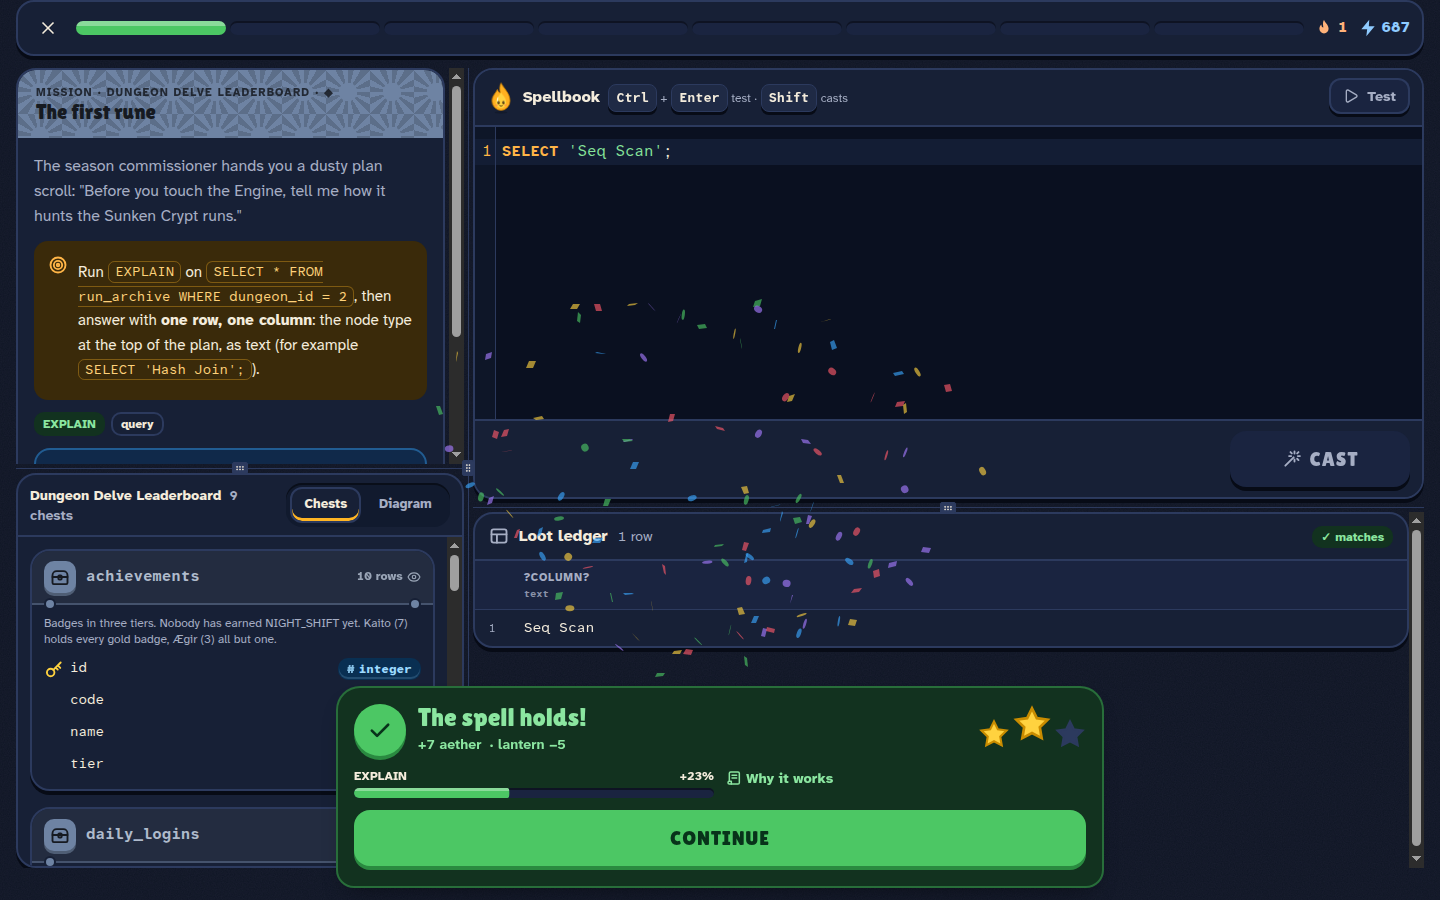 1
687
MISSION · DUNGEON DELVE LEADERBOARD · ◆
The first rune
The season commissioner hands you a dusty plan
scroll: "Before you touch the Engine, tell me how it
hunts the Sunken Crypt runs."
Run EXPLAIN on SELECT * FROM
run_archive WHERE dungeon_id = 2, then
answer with one row, one column: the node type
at the top of the plan, as text (for example
SELECT 'Hash Join';).
EXPLAIN query
Dungeon Delve Leaderboard 9
chests
Chests
Diagram
achievements
10 rows
Badges in three tiers. Nobody has earned NIGHT_SHIFT yet. Kaito (7)
holds every gold badge, Ægir (3) all but one.
id
# integer
code
name
tier
daily_logins
Spellbook Ctrl + Enter test · Shift casts
Test
1 SELECT 'Seq Scan';
CAST
Loot ledger 1 row
✓ matches
?COLUMN?
text
1 Seq Scan
The spell holds!
+7 aether · lantern −5
EXPLAIN +23%
Why it works
CONTINUE